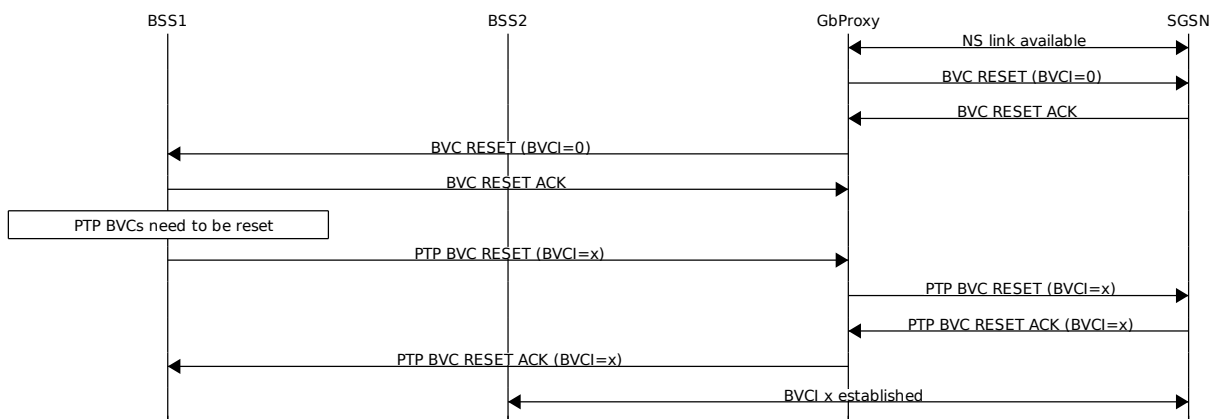 BSS1 BSS2 GbProxy SGSN
NS link available
BVC RESET (BVCI=0)
BVC RESET ACK
BVC RESET (BVCI=0)
BVC RESET ACK
PTP BVCs need to be reset
PTP BVC RESET (BVCI=x)
PTP BVC RESET (BVCI=x)
PTP BVC RESET ACK (BVCI=x)
PTP BVC RESET ACK (BVCI=x)
BVCI x established